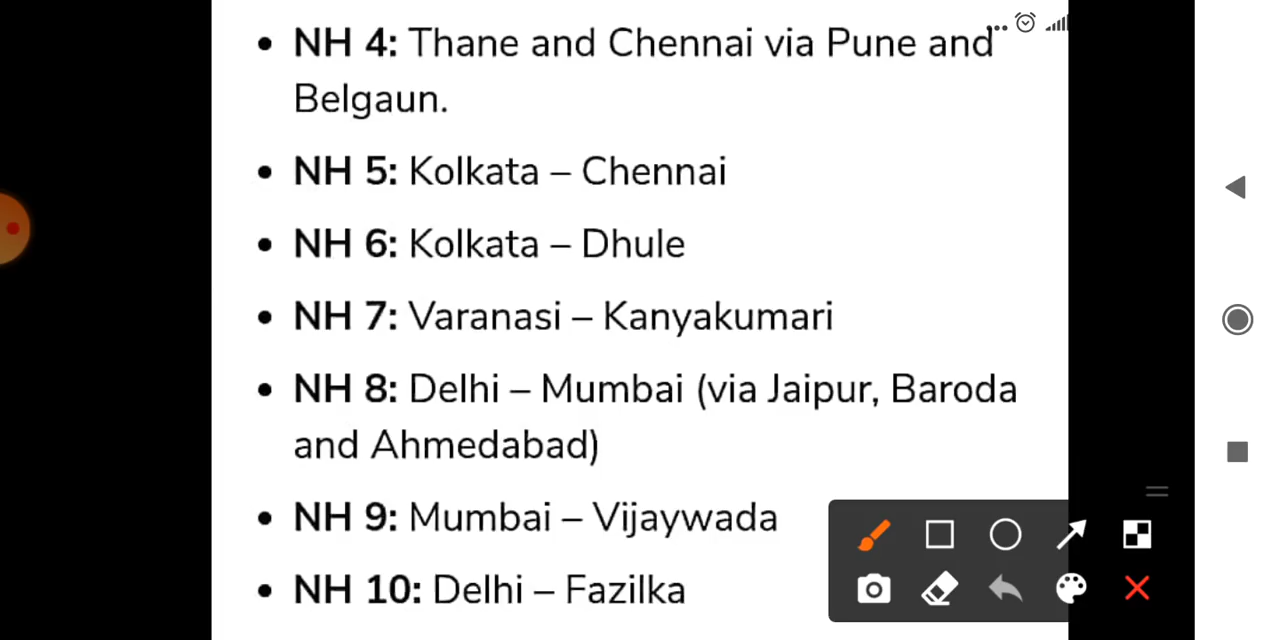 • NH 4: Thane and Chennai via Pune and
Belgaun.
• NH 5: Kolkata – Chennai
• NH 6: Kolkata – Dhule
• NH 7: Varanasi – Kanyakumari
• NH 8: Delhi – Mumbai (via Jaipur, Baroda
and Ahmedabad)
• NH 9: Mumbai – Vijaywada
• NH 10: Delhi – Fazilka